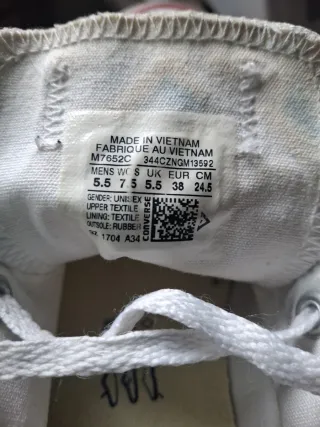 MADE IN VIETNAM
FABRIQUE AU VIETNAM
M7652C 344CZNGM13592
MENS WOS UK EUR CM
5.5 7.5 5.5 38 24.5
GENDER: UNISEX
UPPER TEXTILE
LINING: TEXTILE
OUTSOLE: RUBBER
1704 A34
CONVERSE